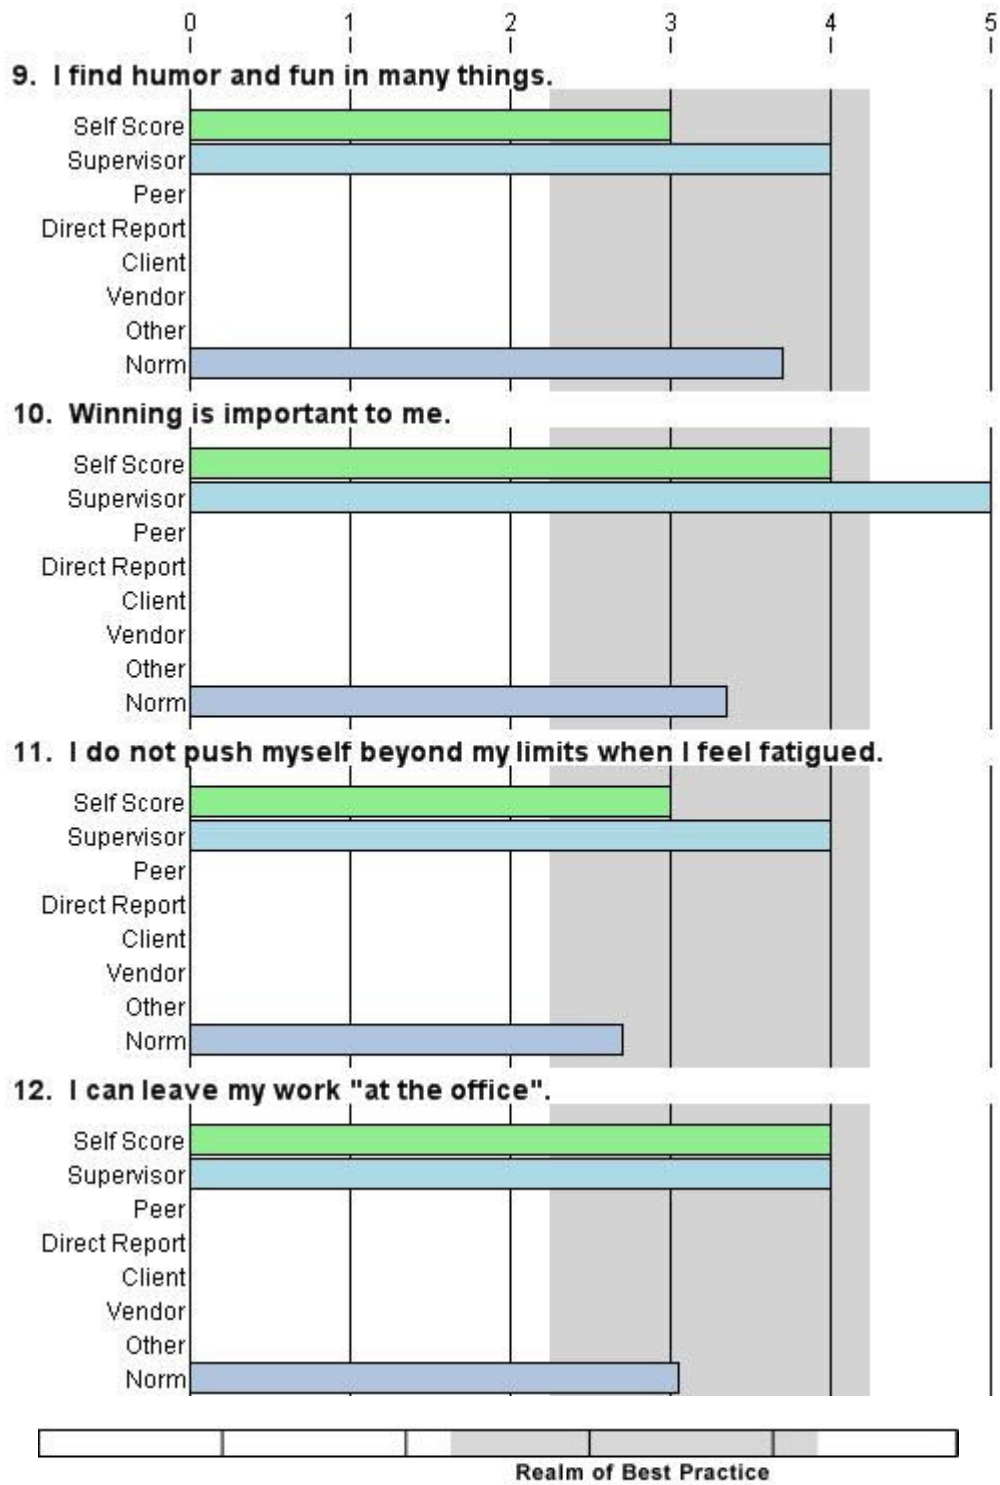 0 1 2 3 4 5
9. I find humor and fun in many things.
Self Score
Supervisor
Peer
Direct Report
Client
Vendor
Other
Norm
10. Winning is important to me.
Self Score
Supervisor
Peer
Direct Report
Client
Vendor
Other
Norm
11. I do not push myself beyond my limits when I feel fatigued.
Self Score
Supervisor
Peer
Direct Report
Client
Vendor
Other
Norm
12. I can leave my work "at the office".
Self Score
Supervisor
Peer
Direct Report
Client
Vendor
Other
Norm
Realm of Best Practice